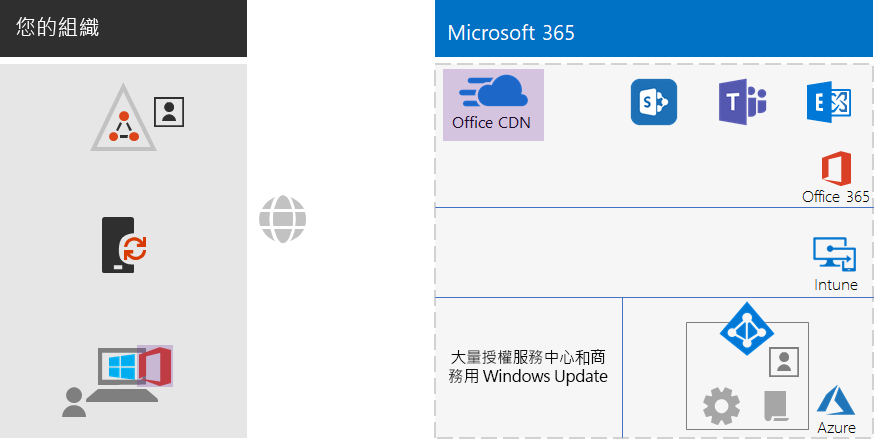 您的組織
Microsoft 365
Office CDN
S
T
E
Office 365
Intune
大量授權服務中心和商
務用 Windows Update
Azure